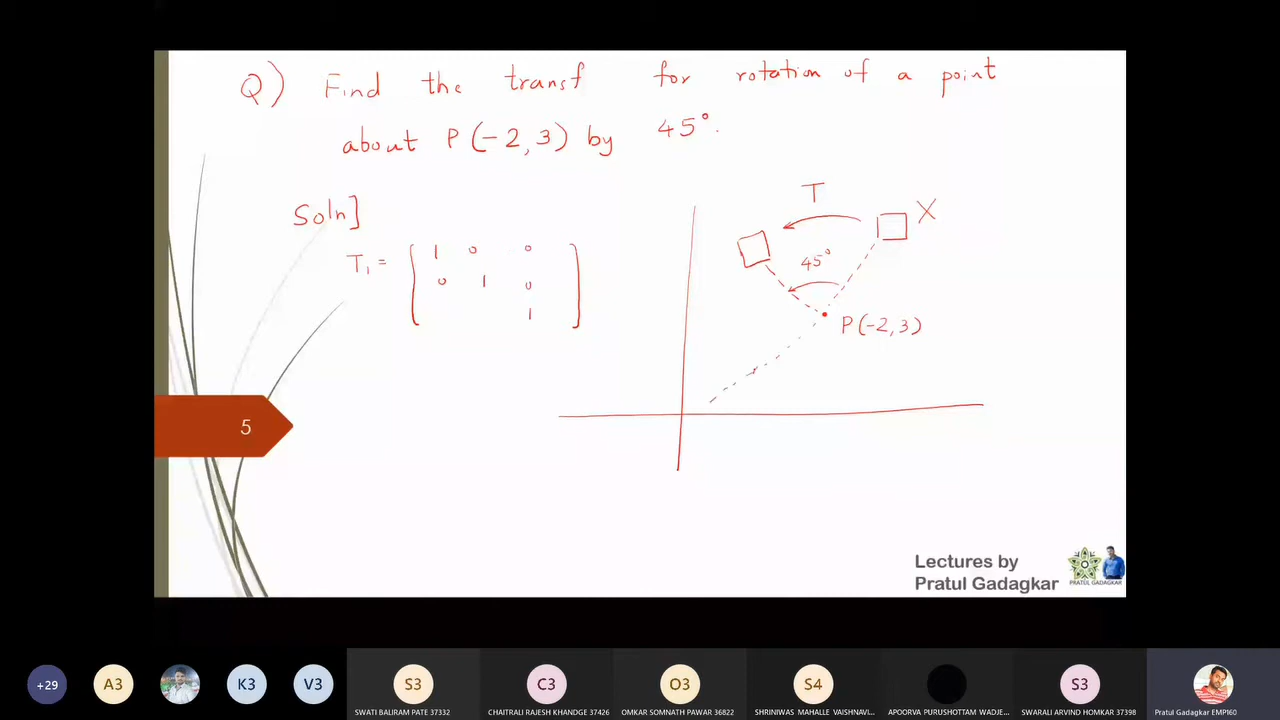 Q) Find the transf for rotation of a point
about P(-2,3) by 45°.
Soln]
T₁ = [ 1 0 0
0 1 0
1 ]
T
X
45°
P(-2,3)
5
Lectures by
Pratul Gadagkar
PRATUL GADAGKAR
+29 A3 K3 V3 S3 C3 O3 S4 S3
SWATI BALIRAM PATE 37332
CHAITRALI RAJESH KHANDGE 37426
OMKAR SOMNATH PAWAR 36822
SHRINIWAS MAHALLE VAISHNAVI...
APOORVA PURUSHOTTAM WADJE...
SWARALI ARVIND HOMKAR 37398
Pratul Gadagkar EMPI60